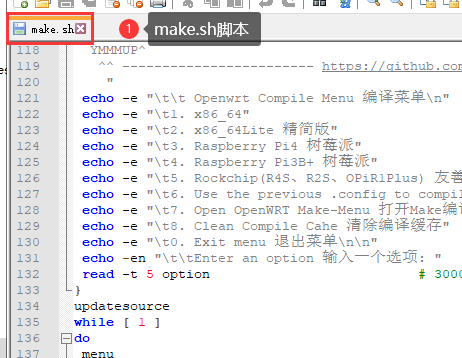 make.sh
1 make.sh脚本
118 YMMMUP^
119 ^^ ------------------------- https://github.com
120 "
121 echo -e "\t\t Openwrt Compile Menu 编译菜单\n"
122 echo -e "\t1. x86_64"
123 echo -e "\t2. x86_64Lite 精简版"
124 echo -e "\t3. Raspberry Pi4 树莓派"
125 echo -e "\t4. Raspberry Pi3B+ 树莓派"
126 echo -e "\t5. Rockchip(R4S、R2S、OPiR1Plus) 友善
127 echo -e "\t6. Use the previous .config to compil
128 echo -e "\t7. Open OpenWRT Make-Menu 打开Make编
129 echo -e "\t8. Clean Compile Cahe 清除编译缓存"
130 echo -e "\t0. Exit menu 退出菜单\n\n"
131 echo -en "\t\tEnter an option 输入一个选项: "
132 read -t 5 option # 3000
133 }
134 updatesource
135 while [ 1 ]
136 do
137 menu